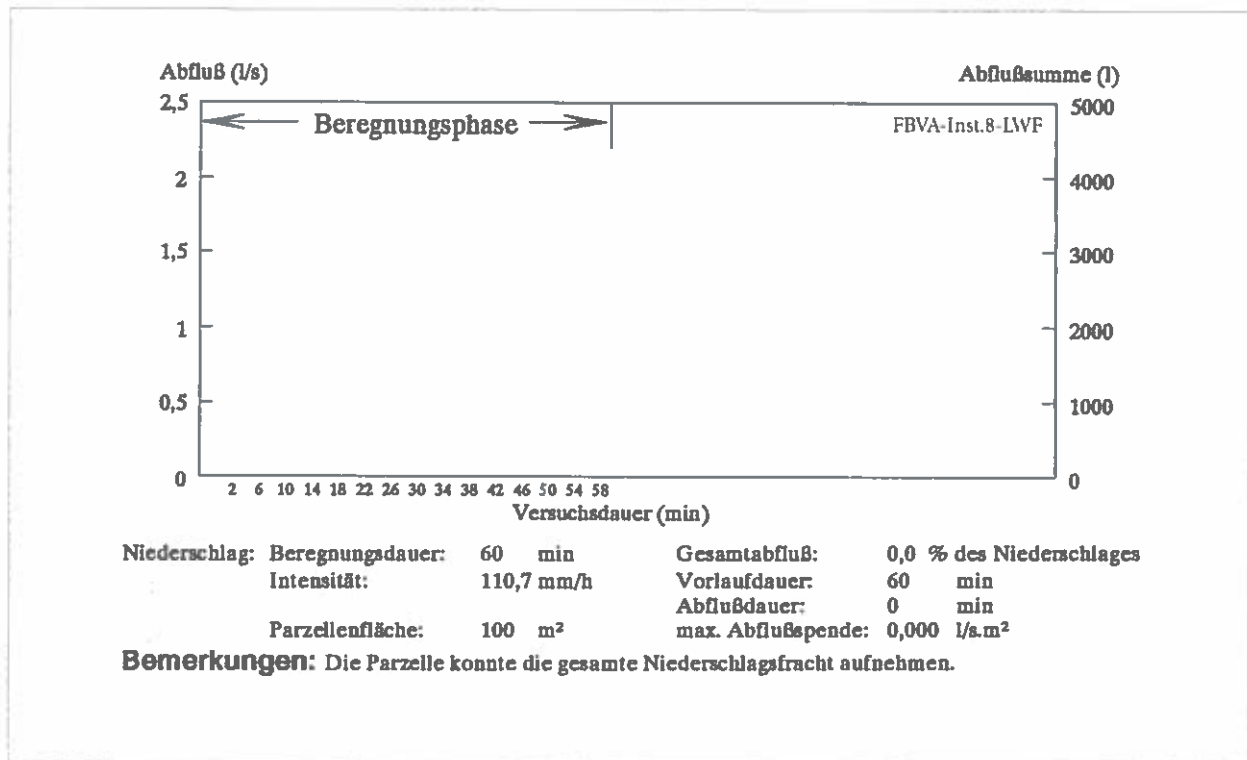 Abfluß (l/s)
Abflußsumme (l)
2,5
5000
Beregnungsphase
FBVA-Inst.8-LWF
2
4000
1,5
3000
1
2000
0,5
1000
0
0
2 6 10 14 18 22 26 30 34 38 42 46 50 54 58
Versuchsdauer (min)
Niederschlag: Beregnungsdauer: 60 min Gesamtabfluß: 0,0 % des Niederschlages
Intensität: 110,7 mm/h Vorlaufdauer: 60 min
Abflußdauer: 0 min
Parzellenfläche: 100 m² max. Abflußspende: 0,000 l/s.m²
Bemerkungen: Die Parzelle konnte die gesamte Niederschlagsfracht aufnehmen.